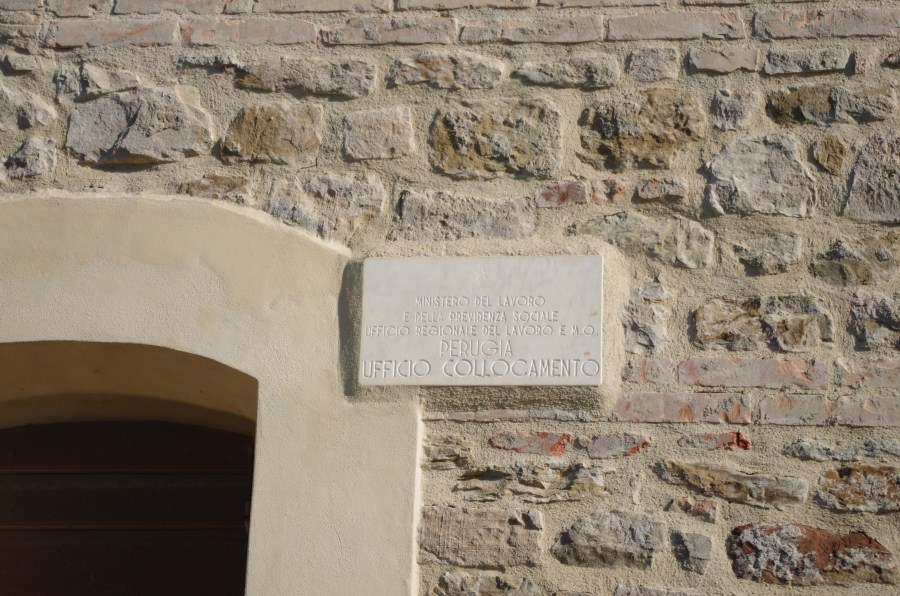 MINISTERO DEL LAVORO
E DELLA PREVIDENZA SOCIALE
UFFICIO REGIONALE DEL LAVORO E M.O.
PERUGIA
UFFICIO COLLOCAMENTO